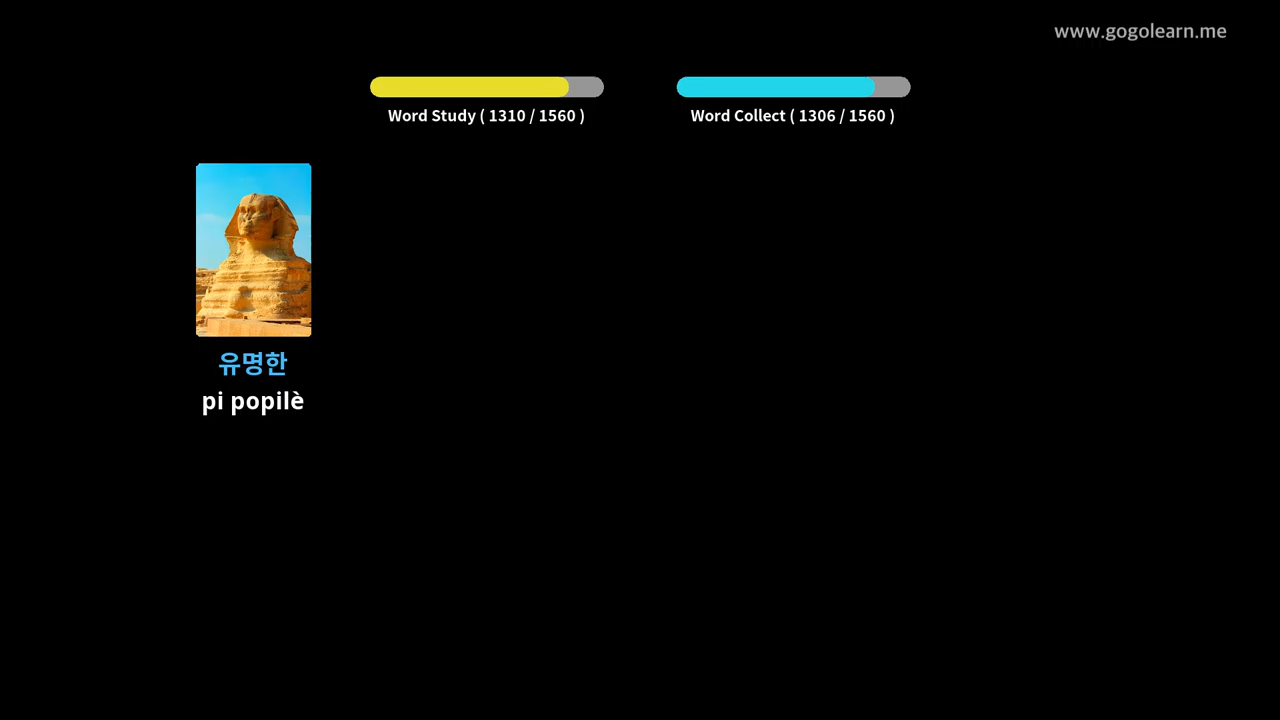 www.gogolearn.me
Word Study ( 1310 / 1560 )
Word Collect ( 1306 / 1560 )
유명한
pi popilè